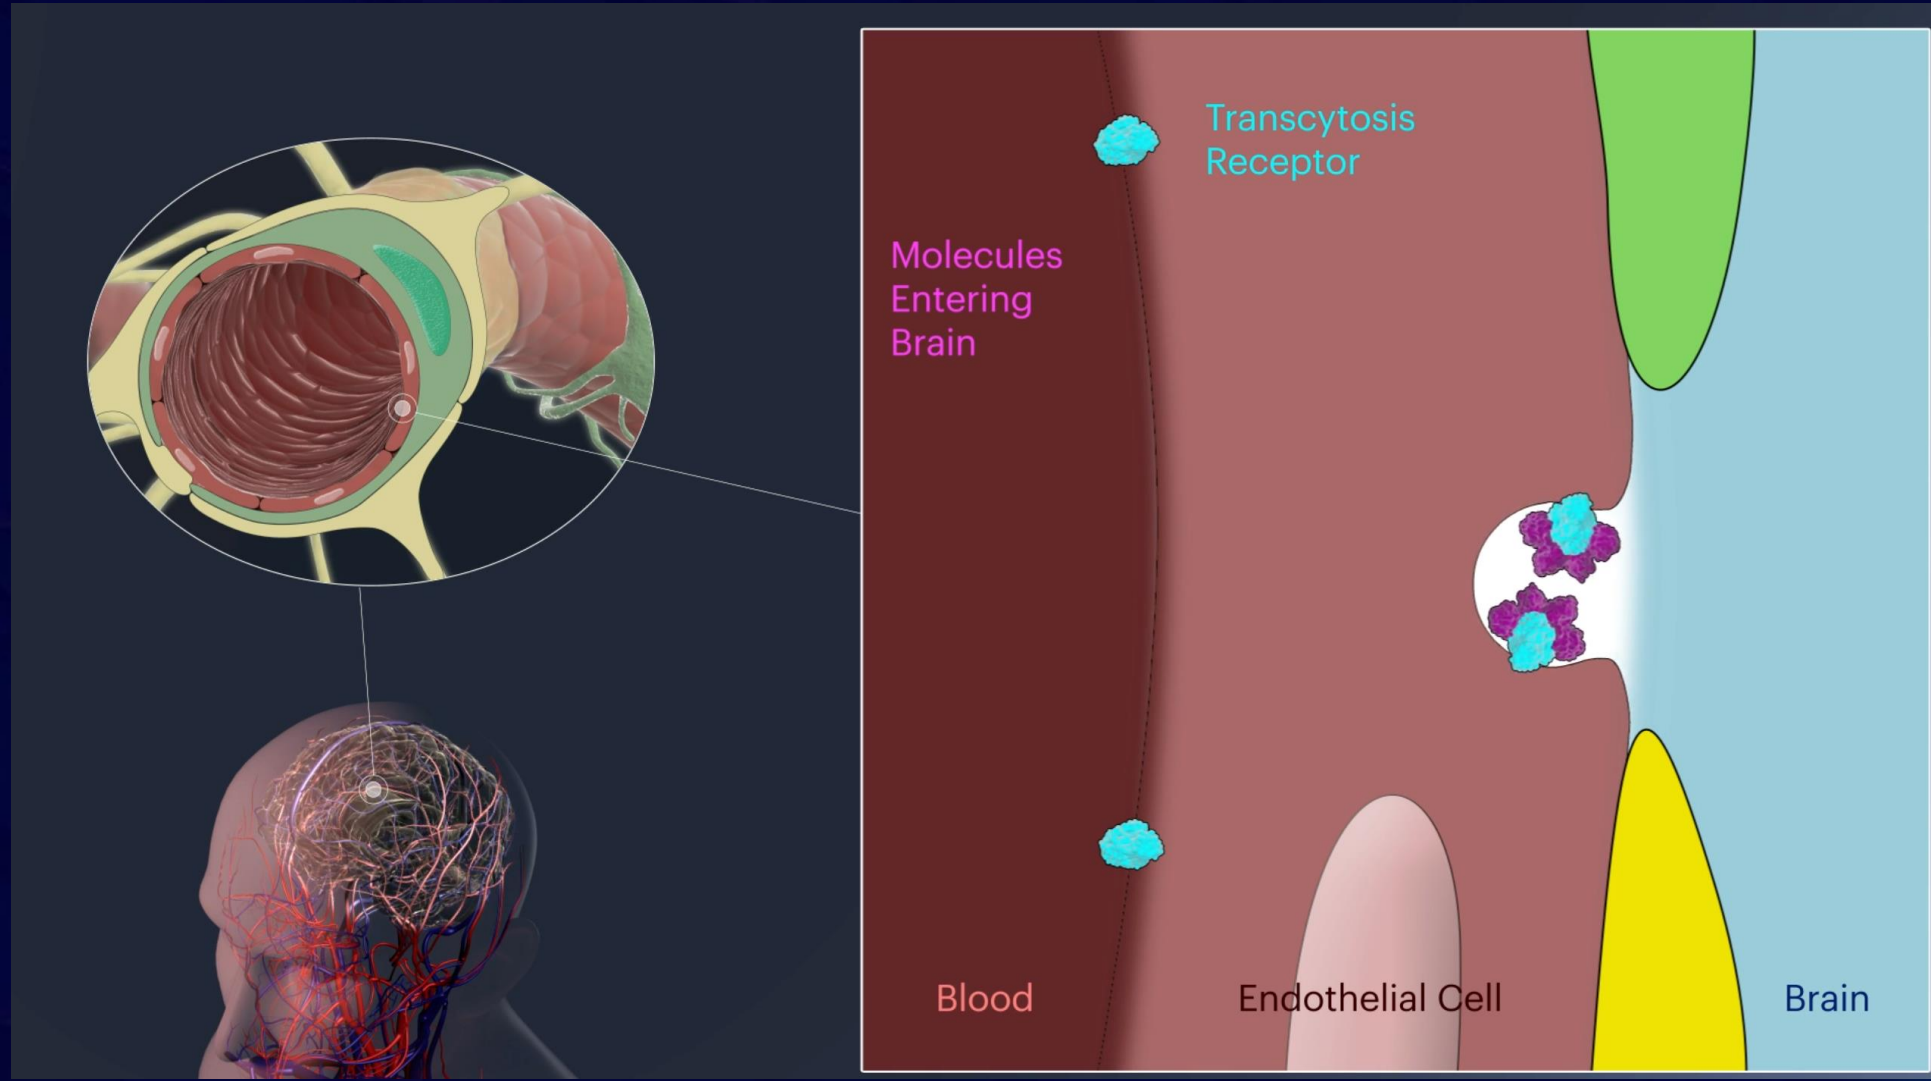 Transcytosis
Receptor
Molecules
Entering
Brain
Blood
Endothelial Cell
Brain